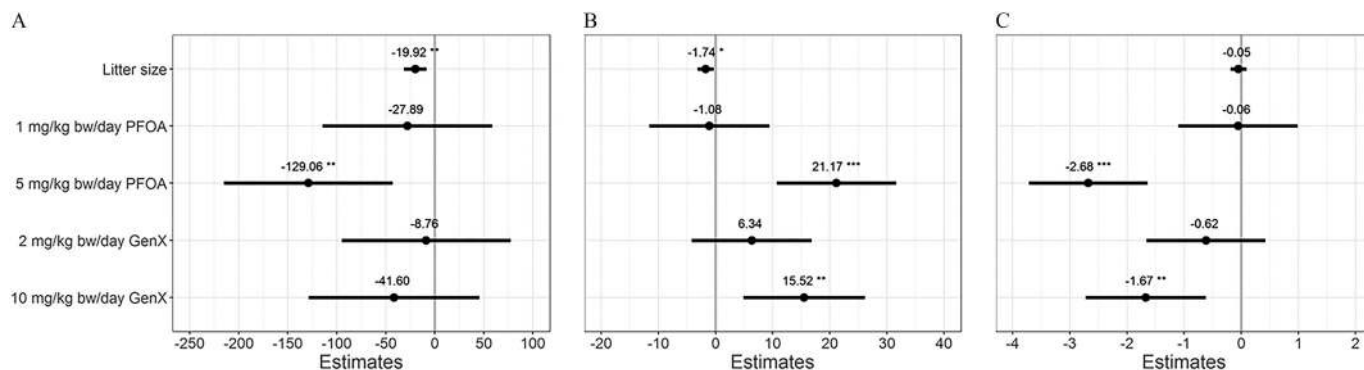 A
-19.92 **
Litter size
-27.89
1 mg/kg bw/day PFOA
-129.06 **
5 mg/kg bw/day PFOA
-8.76
2 mg/kg bw/day GenX
-41.60
10 mg/kg bw/day GenX
-250 -200 -150 -100 -50 0 50 100
Estimates
B
-1.74 *
-1.08
21.17 ***
6.34
15.52 **
-20 -10 0 10 20 30 40
Estimates
C
-0.05
-0.06
-2.68 ***
-0.62
-1.67 **
-4 -3 -2 -1 0 1 2
Estimates